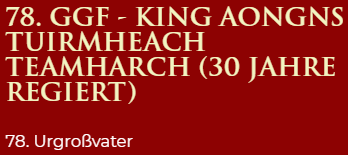 78. GGF - KING AONGNS
TUIRMHEACH
TEAMHARCH (30 JAHRE
REGIERT)
78. Urgroßvater